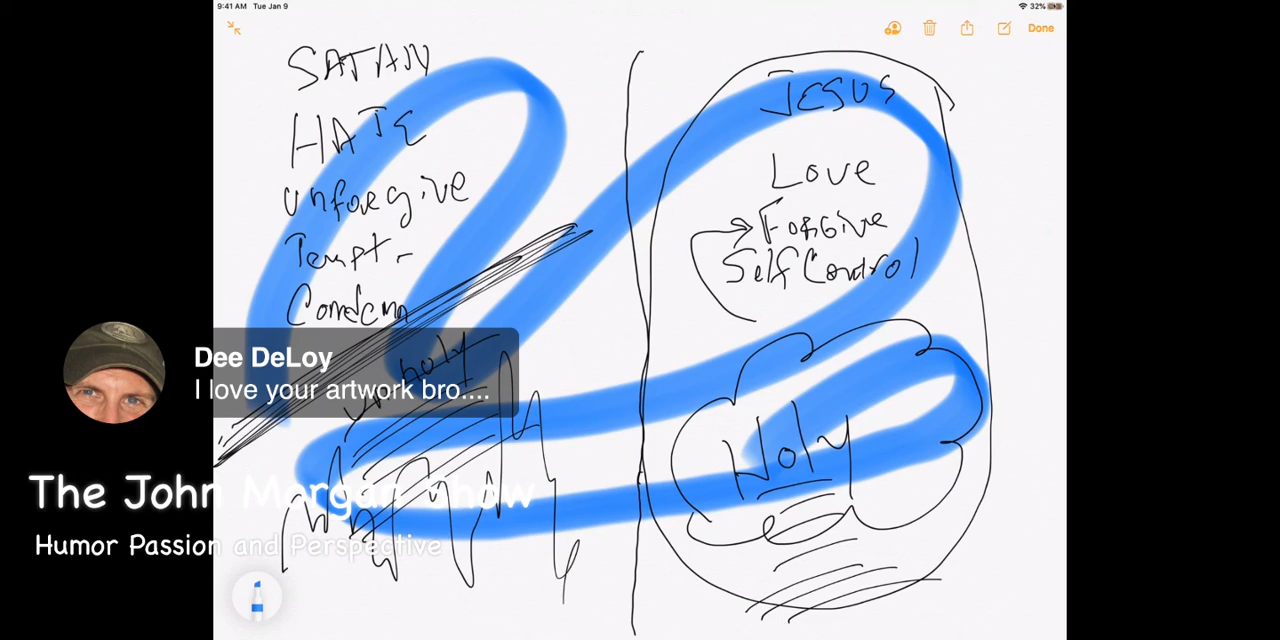 9:41 AM Tue Jan 9
32%
Done
SATAN
HATE
unforgive
Tempt
Condemn
unholy
JESUS
Love
Forgive
Self Control
Holy
Dee DeLoy
I love your artwork bro....
The John Morgan Show
Humor Passion and Perspective